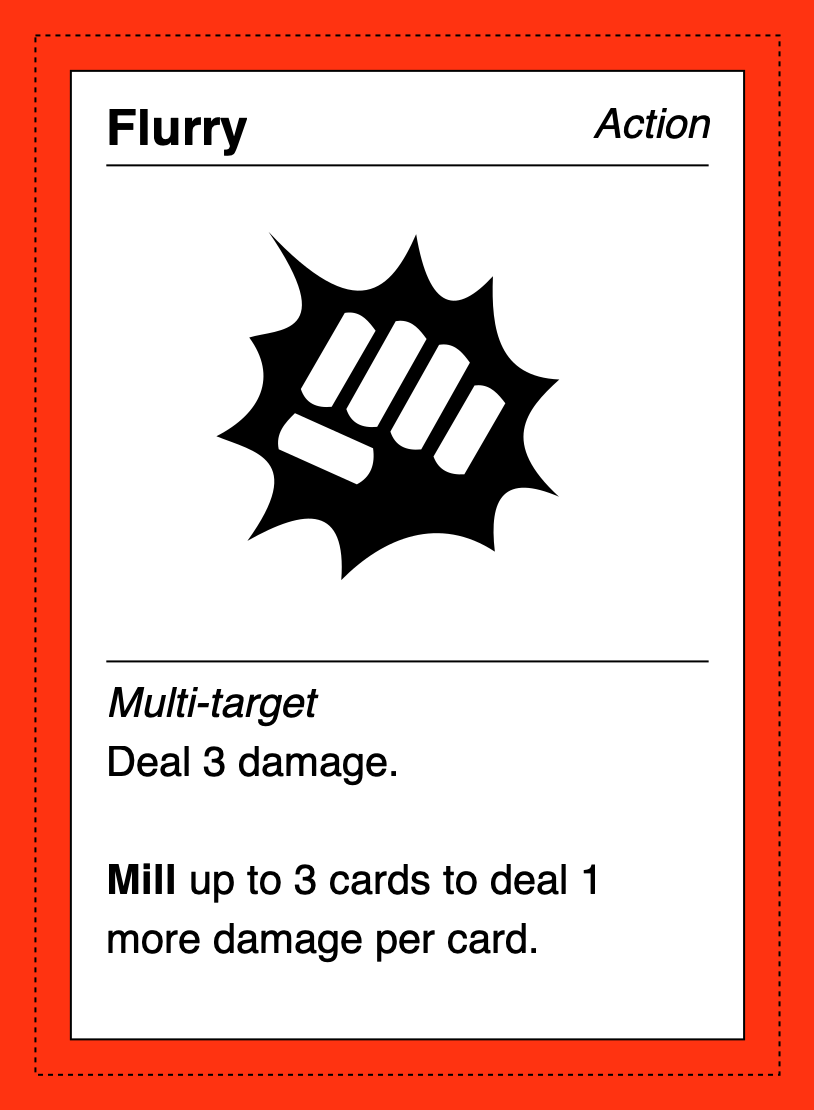 Flurry
Action
Multi-target
Deal 3 damage.
Mill up to 3 cards to deal 1
more damage per card.